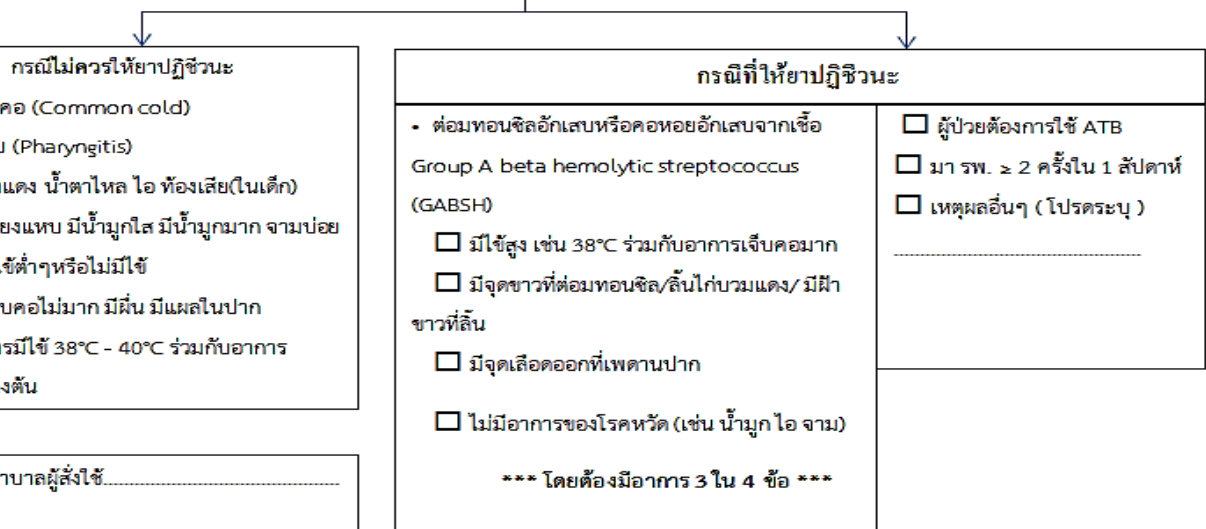 กรณีไม่ควรให้ยาปฏิชีวนะ
คอ (Common cold)
(Pharyngitis)
แดง น้ำตาไหล ไอ ท้องเสีย(ในเด็ก)
ยงแหบ มีน้ำมูกใส มีน้ำมูกมาก จามบ่อย
ไข้ต่ำๆหรือไม่มีไข้
บคอไม่มาก มีผื่น มีแผลในปาก
รมีไข้ 38°C - 40°C ร่วมกับอาการ
งต้น
าบาลผู้สั่งใช้
กรณีที่ให้ยาปฏิชีวนะ
• ต่อมทอนซิลอักเสบหรือคอหอยอักเสบจากเชื้อ
Group A beta hemolytic streptococcus
(GABSH)
☐ มีไข้สูง เช่น 38°C ร่วมกับอาการเจ็บคอมาก
☐ มีจุดขาวที่ต่อมทอนซิล/ลิ้นไก่บวมแดง/ มีฝ้า
ขาวที่ลิ้น
☐ มีจุดเลือดออกที่เพดานปาก
☐ ไม่มีอาการของโรคหวัด (เช่น น้ำมูก ไอ จาม)
*** โดยต้องมีอาการ 3 ใน 4 ข้อ ***
☐ ผู้ป่วยต้องการใช้ ATB
☐ มา รพ. ≥ 2 ครั้งใน 1 สัปดาห์
☐ เหตุผลอื่นๆ ( โปรดระบุ )